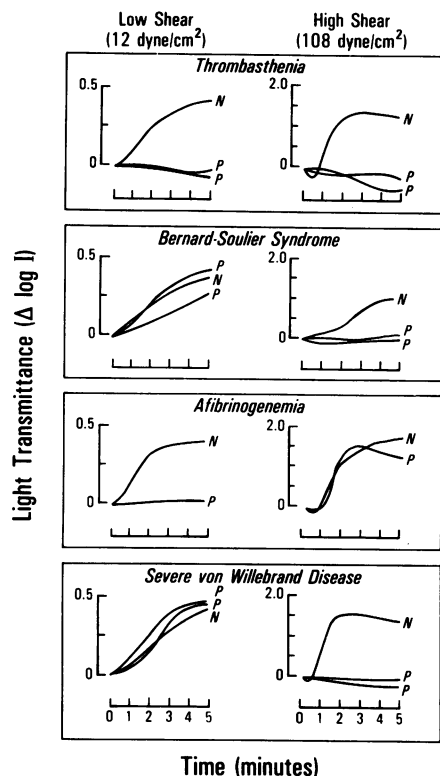 Low Shear
(12 dyne/cm²)
High Shear
(108 dyne/cm²)
Thrombasthenia
0.5
0
N
P
P
2.0
0
N
P
P
Bernard-Soulier Syndrome
0.5
0
P
N
P
2.0
0
N
P
P
Afibrinogenemia
0.5
0
N
P
2.0
0
N
P
Severe von Willebrand Disease
0.5
0
P
P
N
2.0
0
N
P
P
0 1 2 3 4 5
0 1 2 3 4 5
Light Transmittance (Δ log I)
Time (minutes)